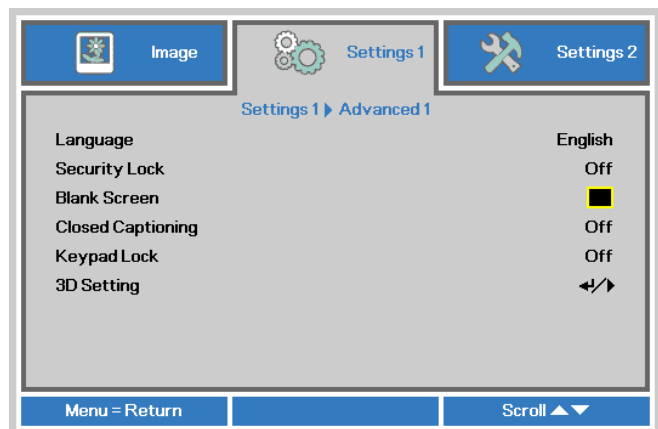 Image
Settings 1
Settings 2
Settings 1 ▶ Advanced 1
Language English
Security Lock Off
Blank Screen
Closed Captioning Off
Keypad Lock Off
3D Setting ↵/▶
Menu = Return
Scroll ▲▼